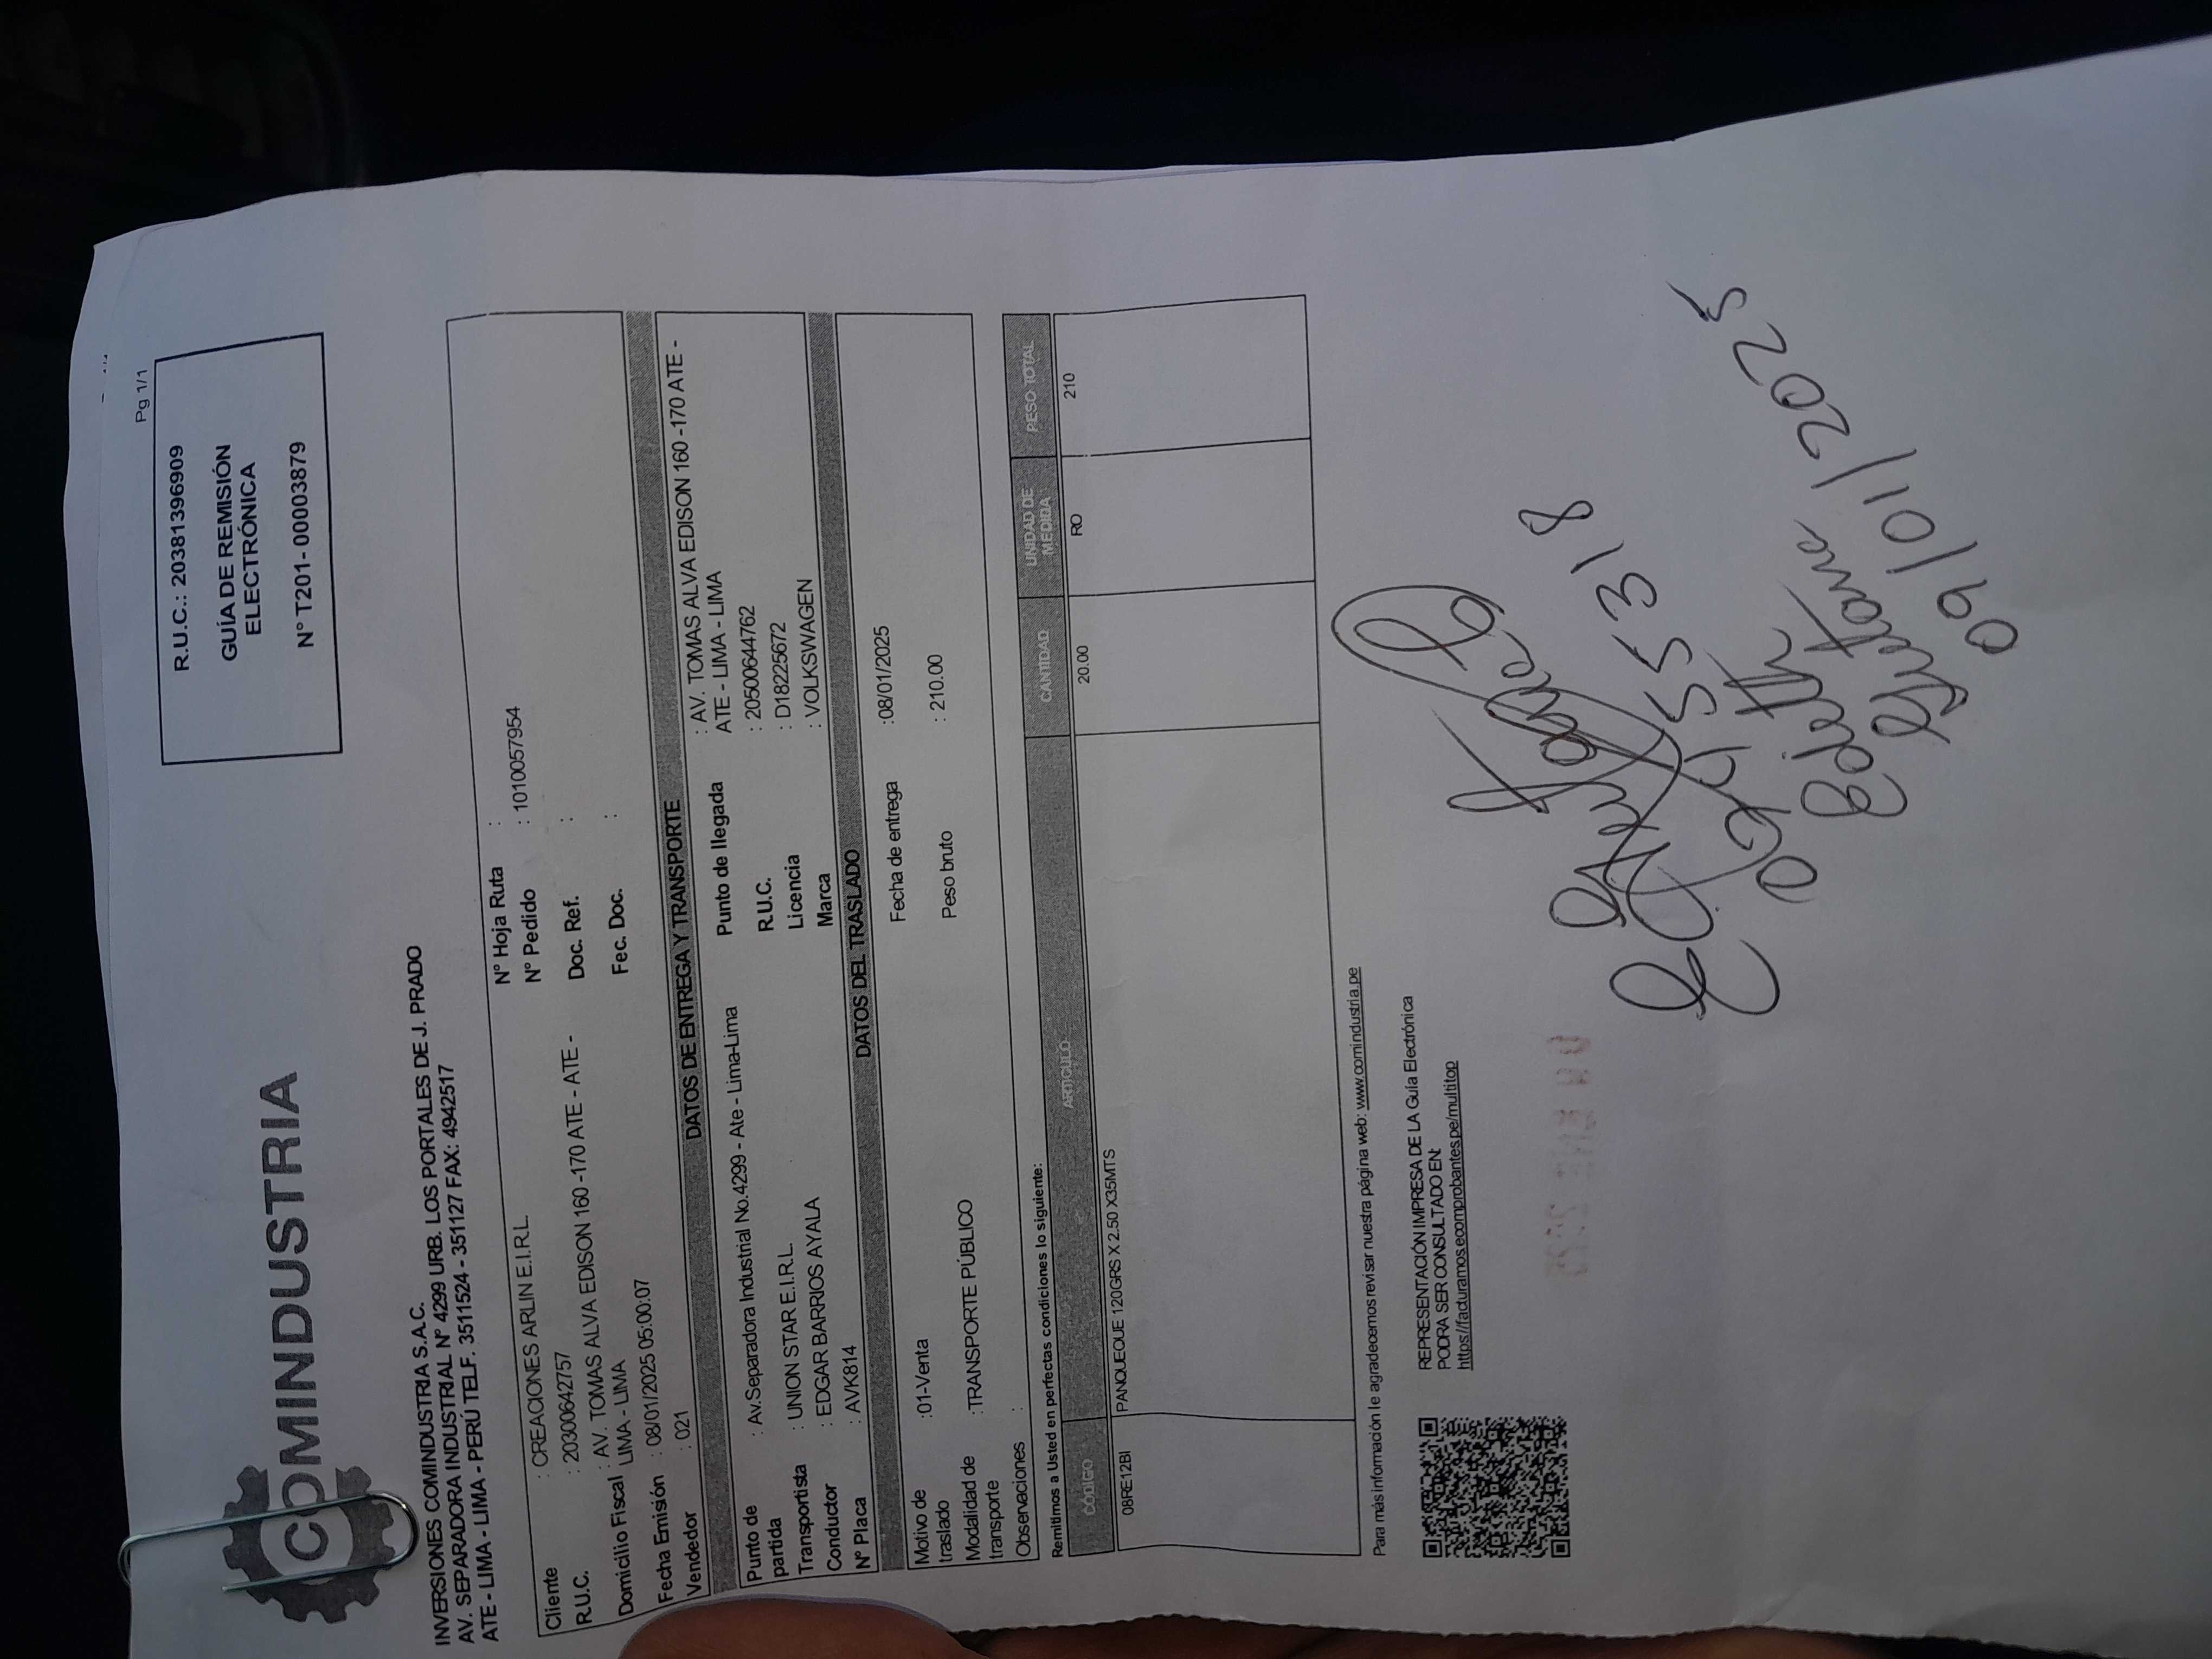 Pg 1/1
COMINDUSTRIA
R.U.C.: 20381396909
GUÍA DE REMISIÓN
ELECTRÓNICA
N° T201- 00003879
INVERSIONES COMINDUSTRIA S.A.C.
AV. SEPARADORA INDUSTRIAL N° 4299 URB. LOS PORTALES DE J. PRADO
ATE - LIMA - PERÚ TELF. 3511524 - 3511127 FAX: 4942517
Cliente : CREACIONES ARLIN E.I.R.L. N° Hoja Ruta :
R.U.C. : 20300642757 N° Pedido : 1010057954
Domicilio Fiscal : AV. TOMAS ALVA EDISON 160 -170 ATE - ATE - Doc. Ref. :
LIMA - LIMA
Fecha Emisión : 08/01/2025 05:00:07 Fec. Doc. :
Vendedor : 021
DATOS DE ENTREGA Y TRANSPORTE
Punto de partida : Av.Separadora Industrial No.4299 - Ate - Lima-Lima Punto de llegada : AV. TOMAS ALVA EDISON 160 -170 ATE -
ATE - LIMA - LIMA
Transportista : UNION STAR E.I.R.L. R.U.C. : 20500644762
Conductor : EDGAR BARRIOS AYALA Licencia : D18225672
N° Placa : AVK814 Marca : VOLKSWAGEN
DATOS DEL TRASLADO
Motivo de traslado :01-Venta Fecha de entrega :08/01/2025
Modalidad de transporte :TRANSPORTE PÚBLICO Peso bruto : 210.00
Observaciones :
Remitimos a Usted en perfectas condiciones lo siguiente:
CÓDIGO ARTICULO CANTIDAD UNIDAD DE MEDIDA PESO TOTAL
08RE12BI PANQUEQUE 120GRS X 2.50 X35MTS 20.00 RO 210
Para más información le agradecemos revisar nuestra página web: www.comindustria.pe
REPRESENTACIÓN IMPRESA DE LA Guía Electrónica
PODRA SER CONSULTADO EN:
https://facturamos.ecomprobantes.pe/multitop
Edith
Quitana
09/01/2025